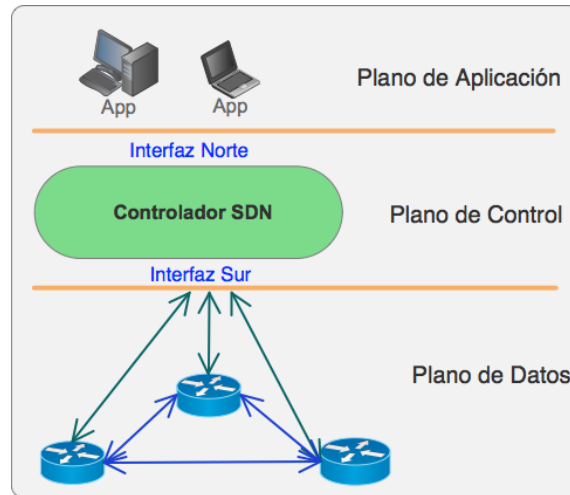 App
App
Plano de Aplicación
Interfaz Norte
Controlador SDN
Plano de Control
Interfaz Sur
Plano de Datos